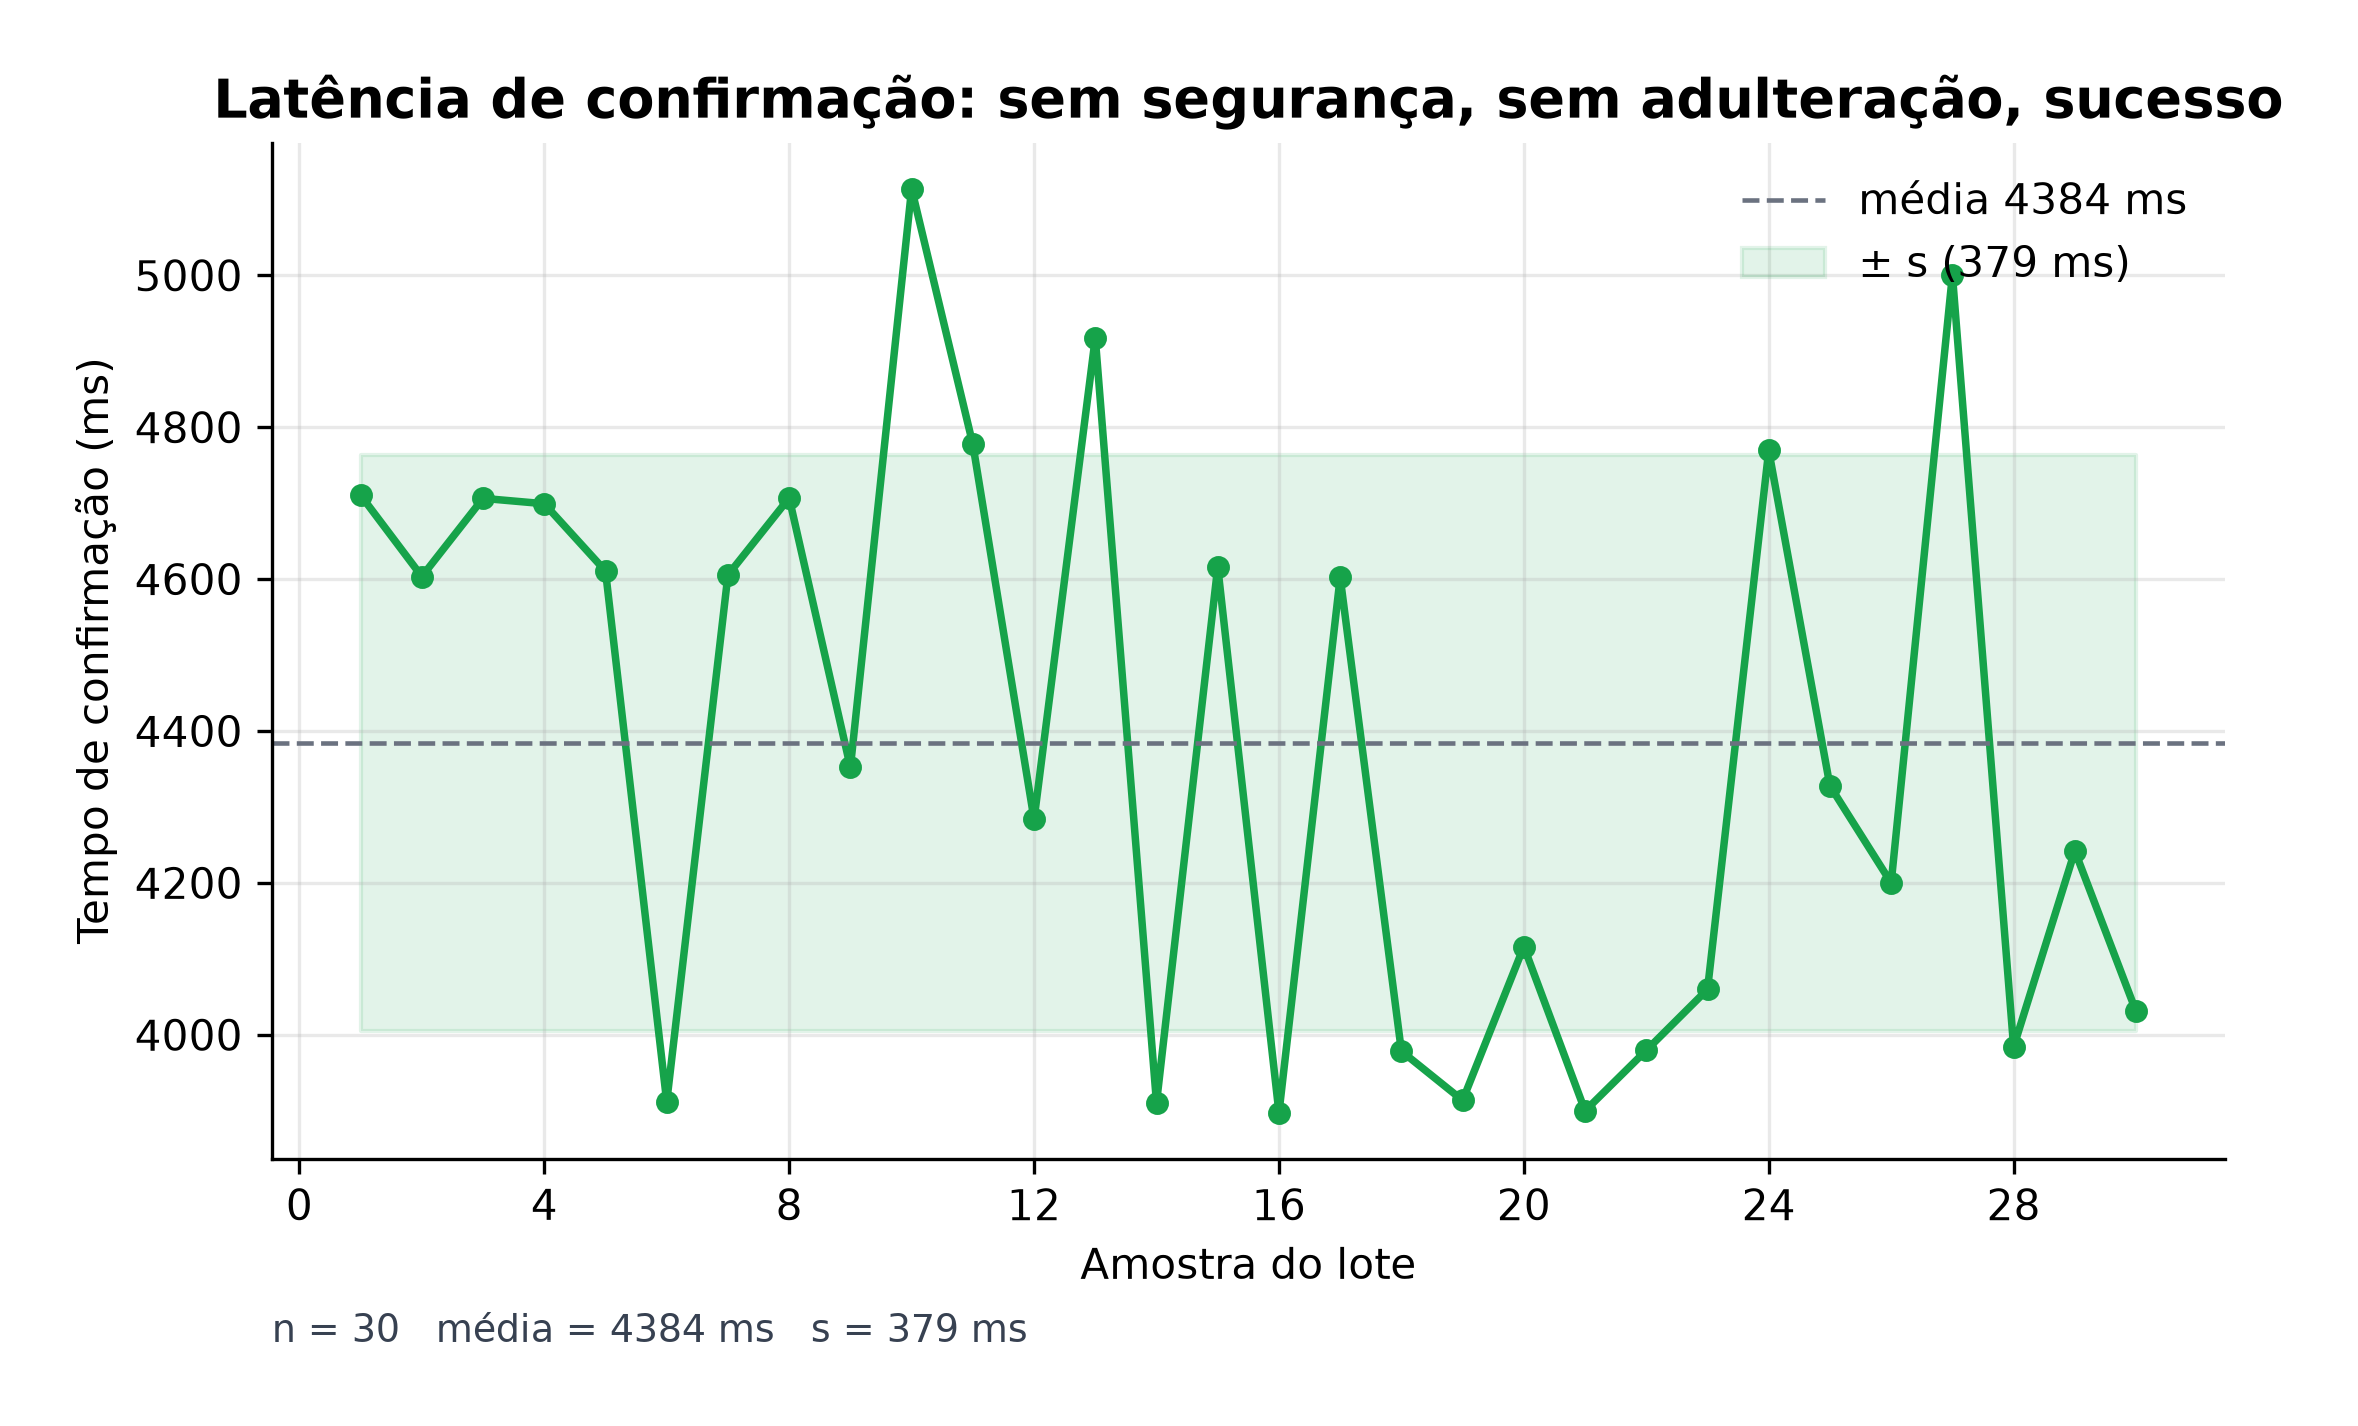 Latência de confirmação: sem segurança, sem adulteração, sucesso
média 4384 ms
± s (379 ms)
Tempo de confirmação (ms)
5000
4800
4600
4400
4200
4000
0 4 8 12 16 20 24 28
Amostra do lote
n = 30 média = 4384 ms s = 379 ms